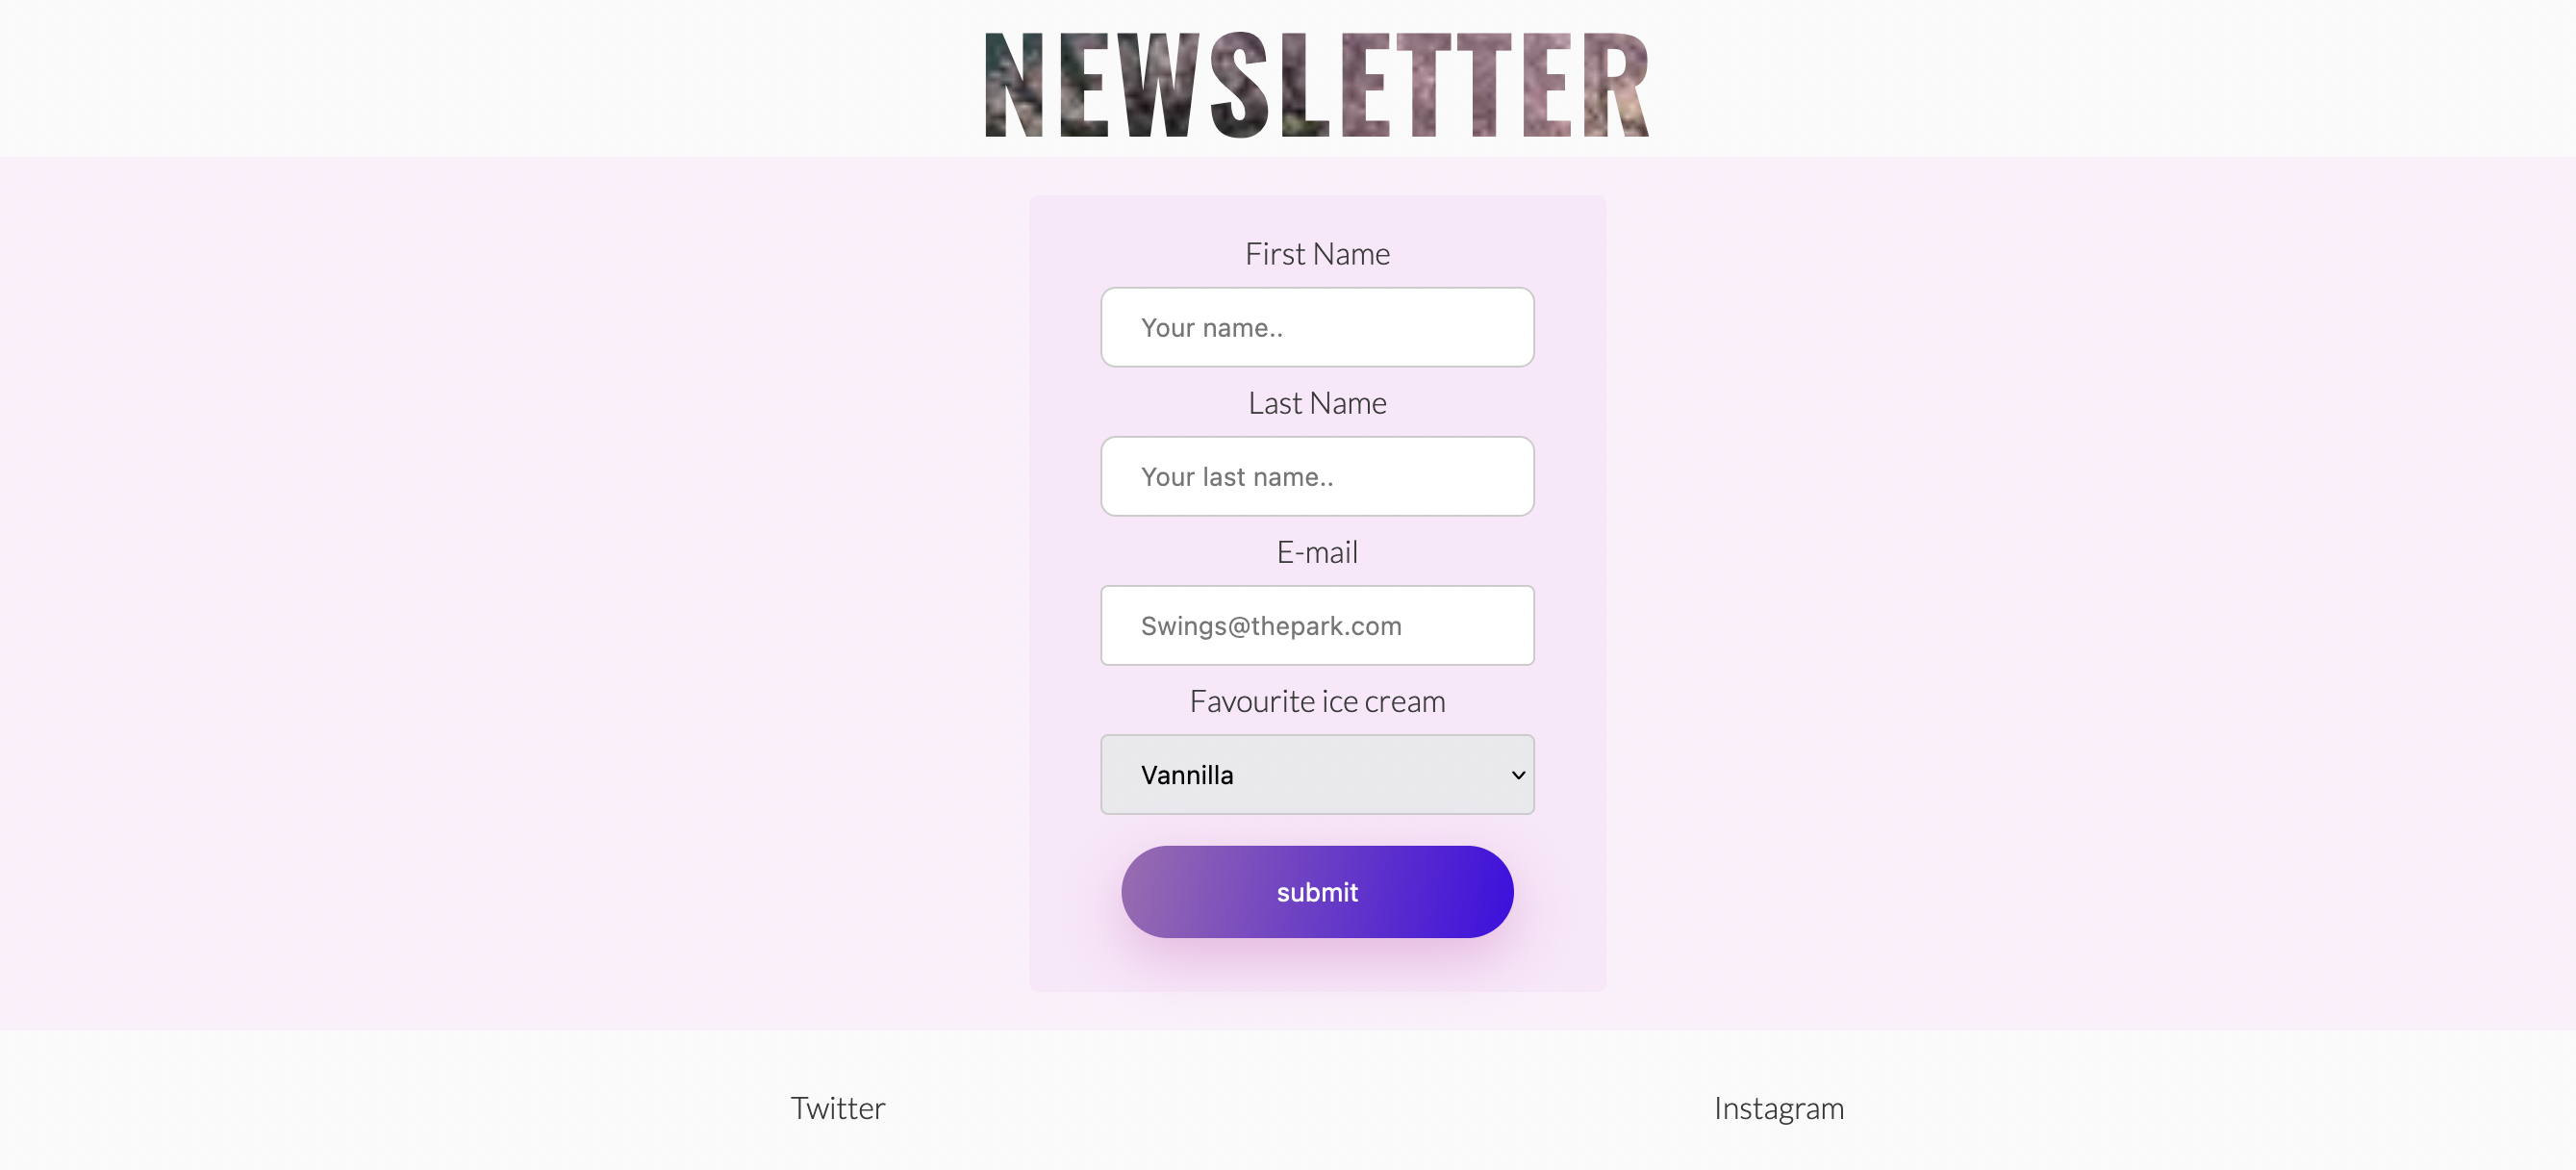 NEWSLETTER
First Name
Your name..
Last Name
Your last name..
E-mail
Swings@thepark.com
Favourite ice cream
Vannilla
submit
Twitter Instagram